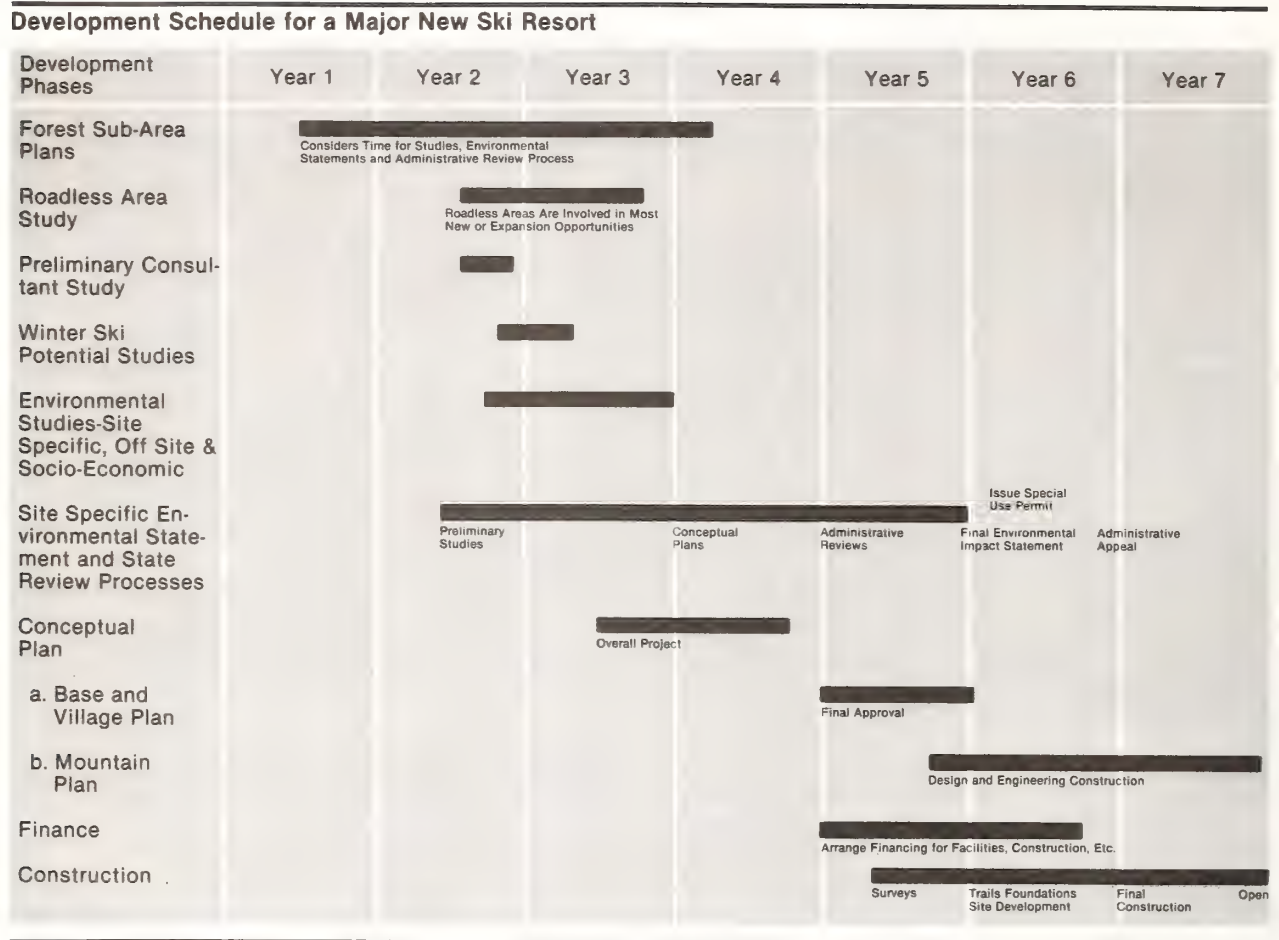 Development Schedule for a Major New Ski Resort
Development
Phases
Year 1
Year 2
Year 3
Year 4
Year 5
Year 6
Year 7
Forest Sub-Area
Plans
Considers Time for Studies, Environmental
Statements and Administrative Review Process
Roadless Area
Study
Roadless Areas Are Involved in Most
New or Expansion Opportunities
Preliminary Consul-
tant Study
Winter Ski
Potential Studies
Environmental
Studies-Site
Specific, Off Site &
Socio-Economic
Site Specific En-
vironmental State-
ment and State
Review Processes
Preliminary
Studies
Conceptual
Plans
Administrative
Reviews
Issue Special
Use Permit
Final Environmental
Impact Statement
Administrative
Appeal
Conceptual
Plan
Overall Project
a. Base and
Village Plan
Final Approval
b. Mountain
Plan
Design and Engineering Construction
Finance
Arrange Financing for Facilities, Construction, Etc.
Construction
Surveys
Trails Foundations
Site Development
Final
Construction
Open